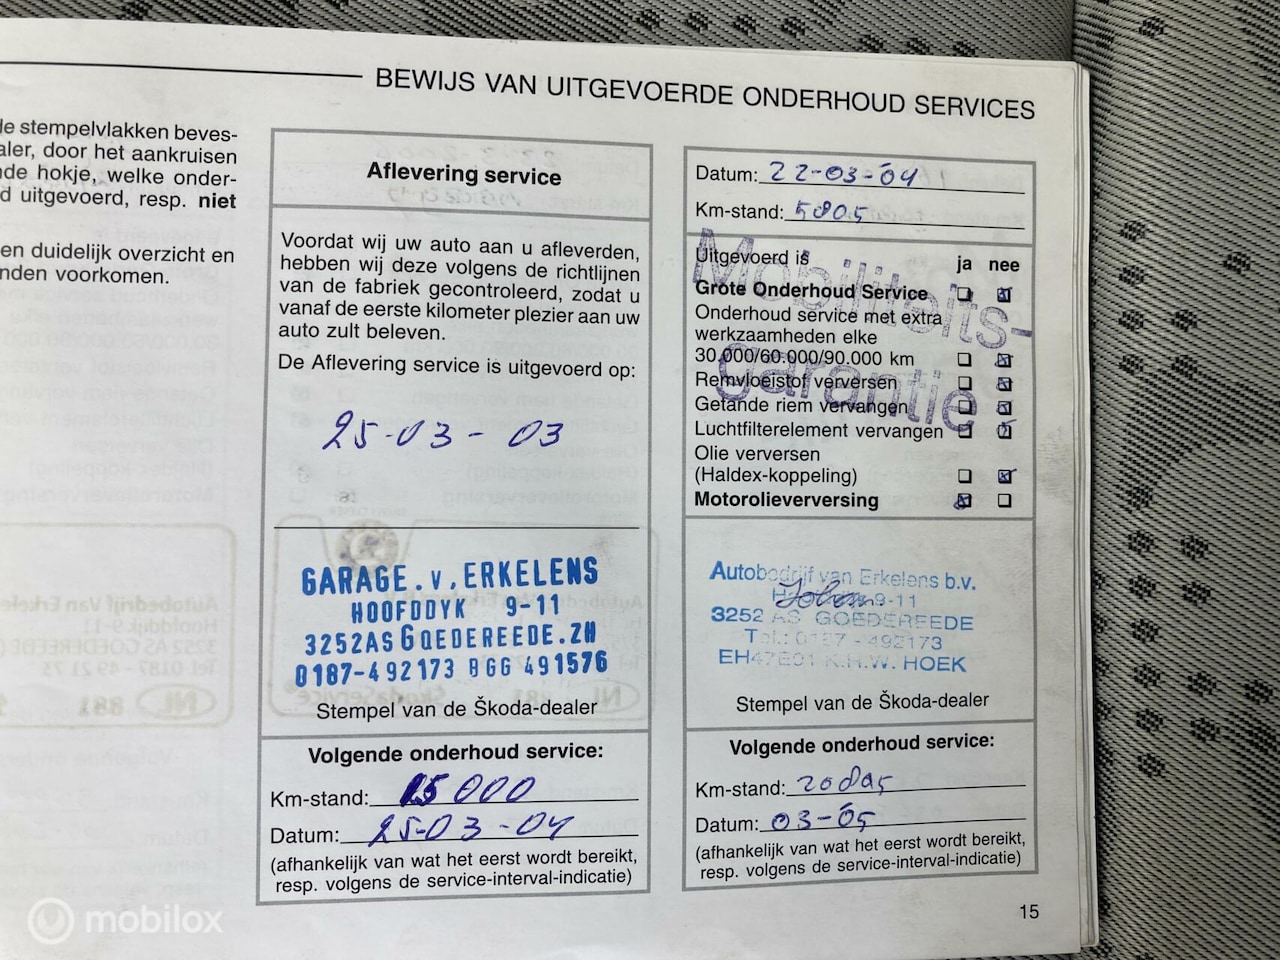 BEWIJS VAN UITGEVOERDE ONDERHOUD SERVICES
le stempelvlakken beves-
aler, door het aankruisen
nde hokje, welke onder-
d uitgevoerd, resp. niet
en duidelijk overzicht en
nden voorkomen.
Aflevering service
Voordat wij uw auto aan u afleverden,
hebben wij deze volgens de richtlijnen
van de fabriek gecontroleerd, zodat u
vanaf de eerste kilometer plezier aan uw
auto zult beleven.
De Aflevering service is uitgevoerd op:
25-03-03
GARAGE.v.ERKELENS
HOOFDDYK 9-11
3252AS GOEDEREEDE.ZH
0187-492173 BGG 491576
Stempel van de Škoda-dealer
Volgende onderhoud service:
Km-stand: 15000
Datum: 25-03-04
(afhankelijk van wat het eerst wordt bereikt,
resp. volgens de service-interval-indicatie)
Datum: 22-03-04
Km-stand: 5805
Mobiliteits-
garantie
Uitgevoerd is ja nee
Grote Onderhoud Service
Onderhoud service met extra
werkzaamheden elke
30.000/60.000/90.000 km
Remvloeistof verversen
Getande riem vervangen
Luchtfilterelement vervangen
Olie verversen
(Haldex-koppeling)
Motorolieverversing
Autobedrijf van Erkelens b.v.
9-11
3252 AS GOEDEREEDE
Tel.: 0187-492173
EH47E01 K.H.W. HOEK
Stempel van de Škoda-dealer
Volgende onderhoud service:
Km-stand: 20805
Datum: 03-05
(afhankelijk van wat het eerst wordt bereikt,
resp. volgens de service-interval-indicatie)
15
mobilox